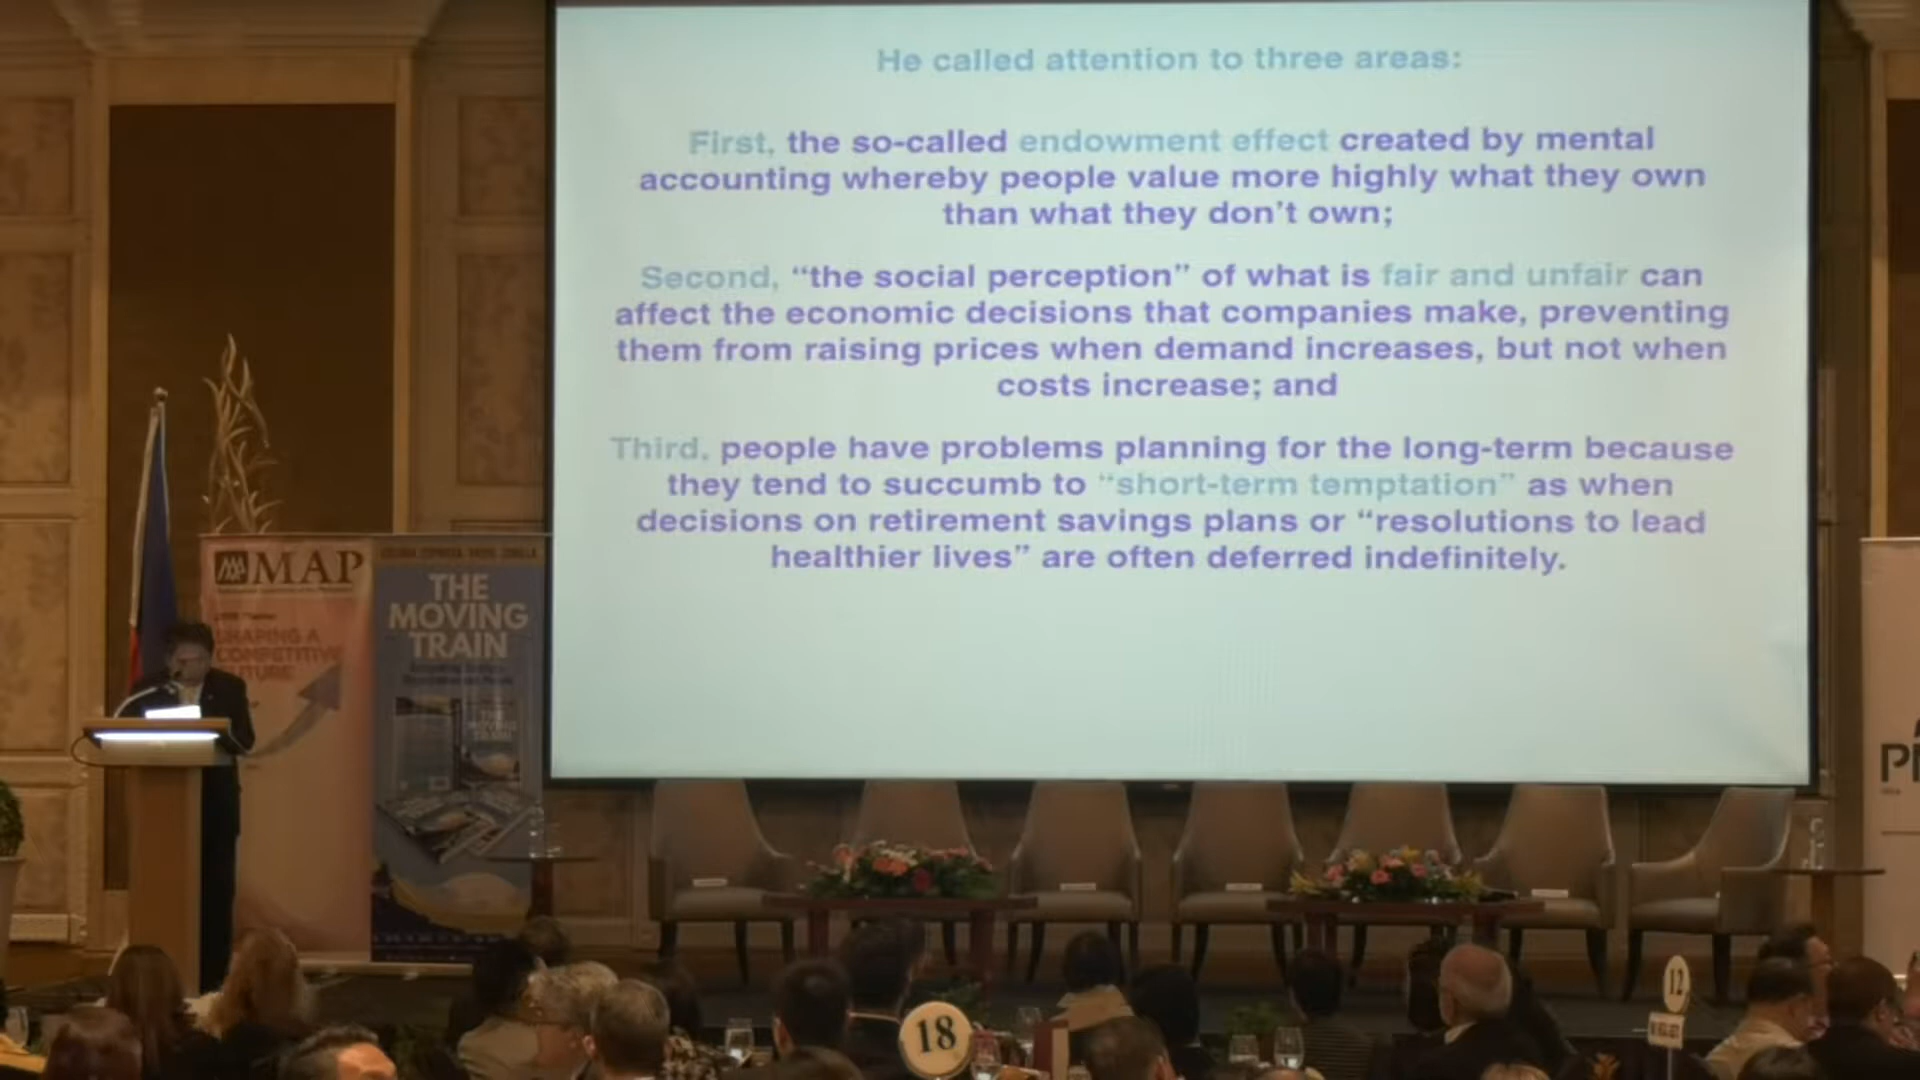 He called attention to three areas:
First, the so-called endowment effect created by mental
accounting whereby people value more highly what they own
than what they don't own;
Second, “the social perception” of what is fair and unfair can
affect the economic decisions that companies make, preventing
them from raising prices when demand increases, but not when
costs increase; and
Third, people have problems planning for the long-term because
they tend to succumb to “short-term temptation” as when
decisions on retirement savings plans or “resolutions to lead
healthier lives” are often deferred indefinitely.
MAP
SHAPING A
COMPETITIVE
FUTURE
THE
MOVING
TRAIN
18
12